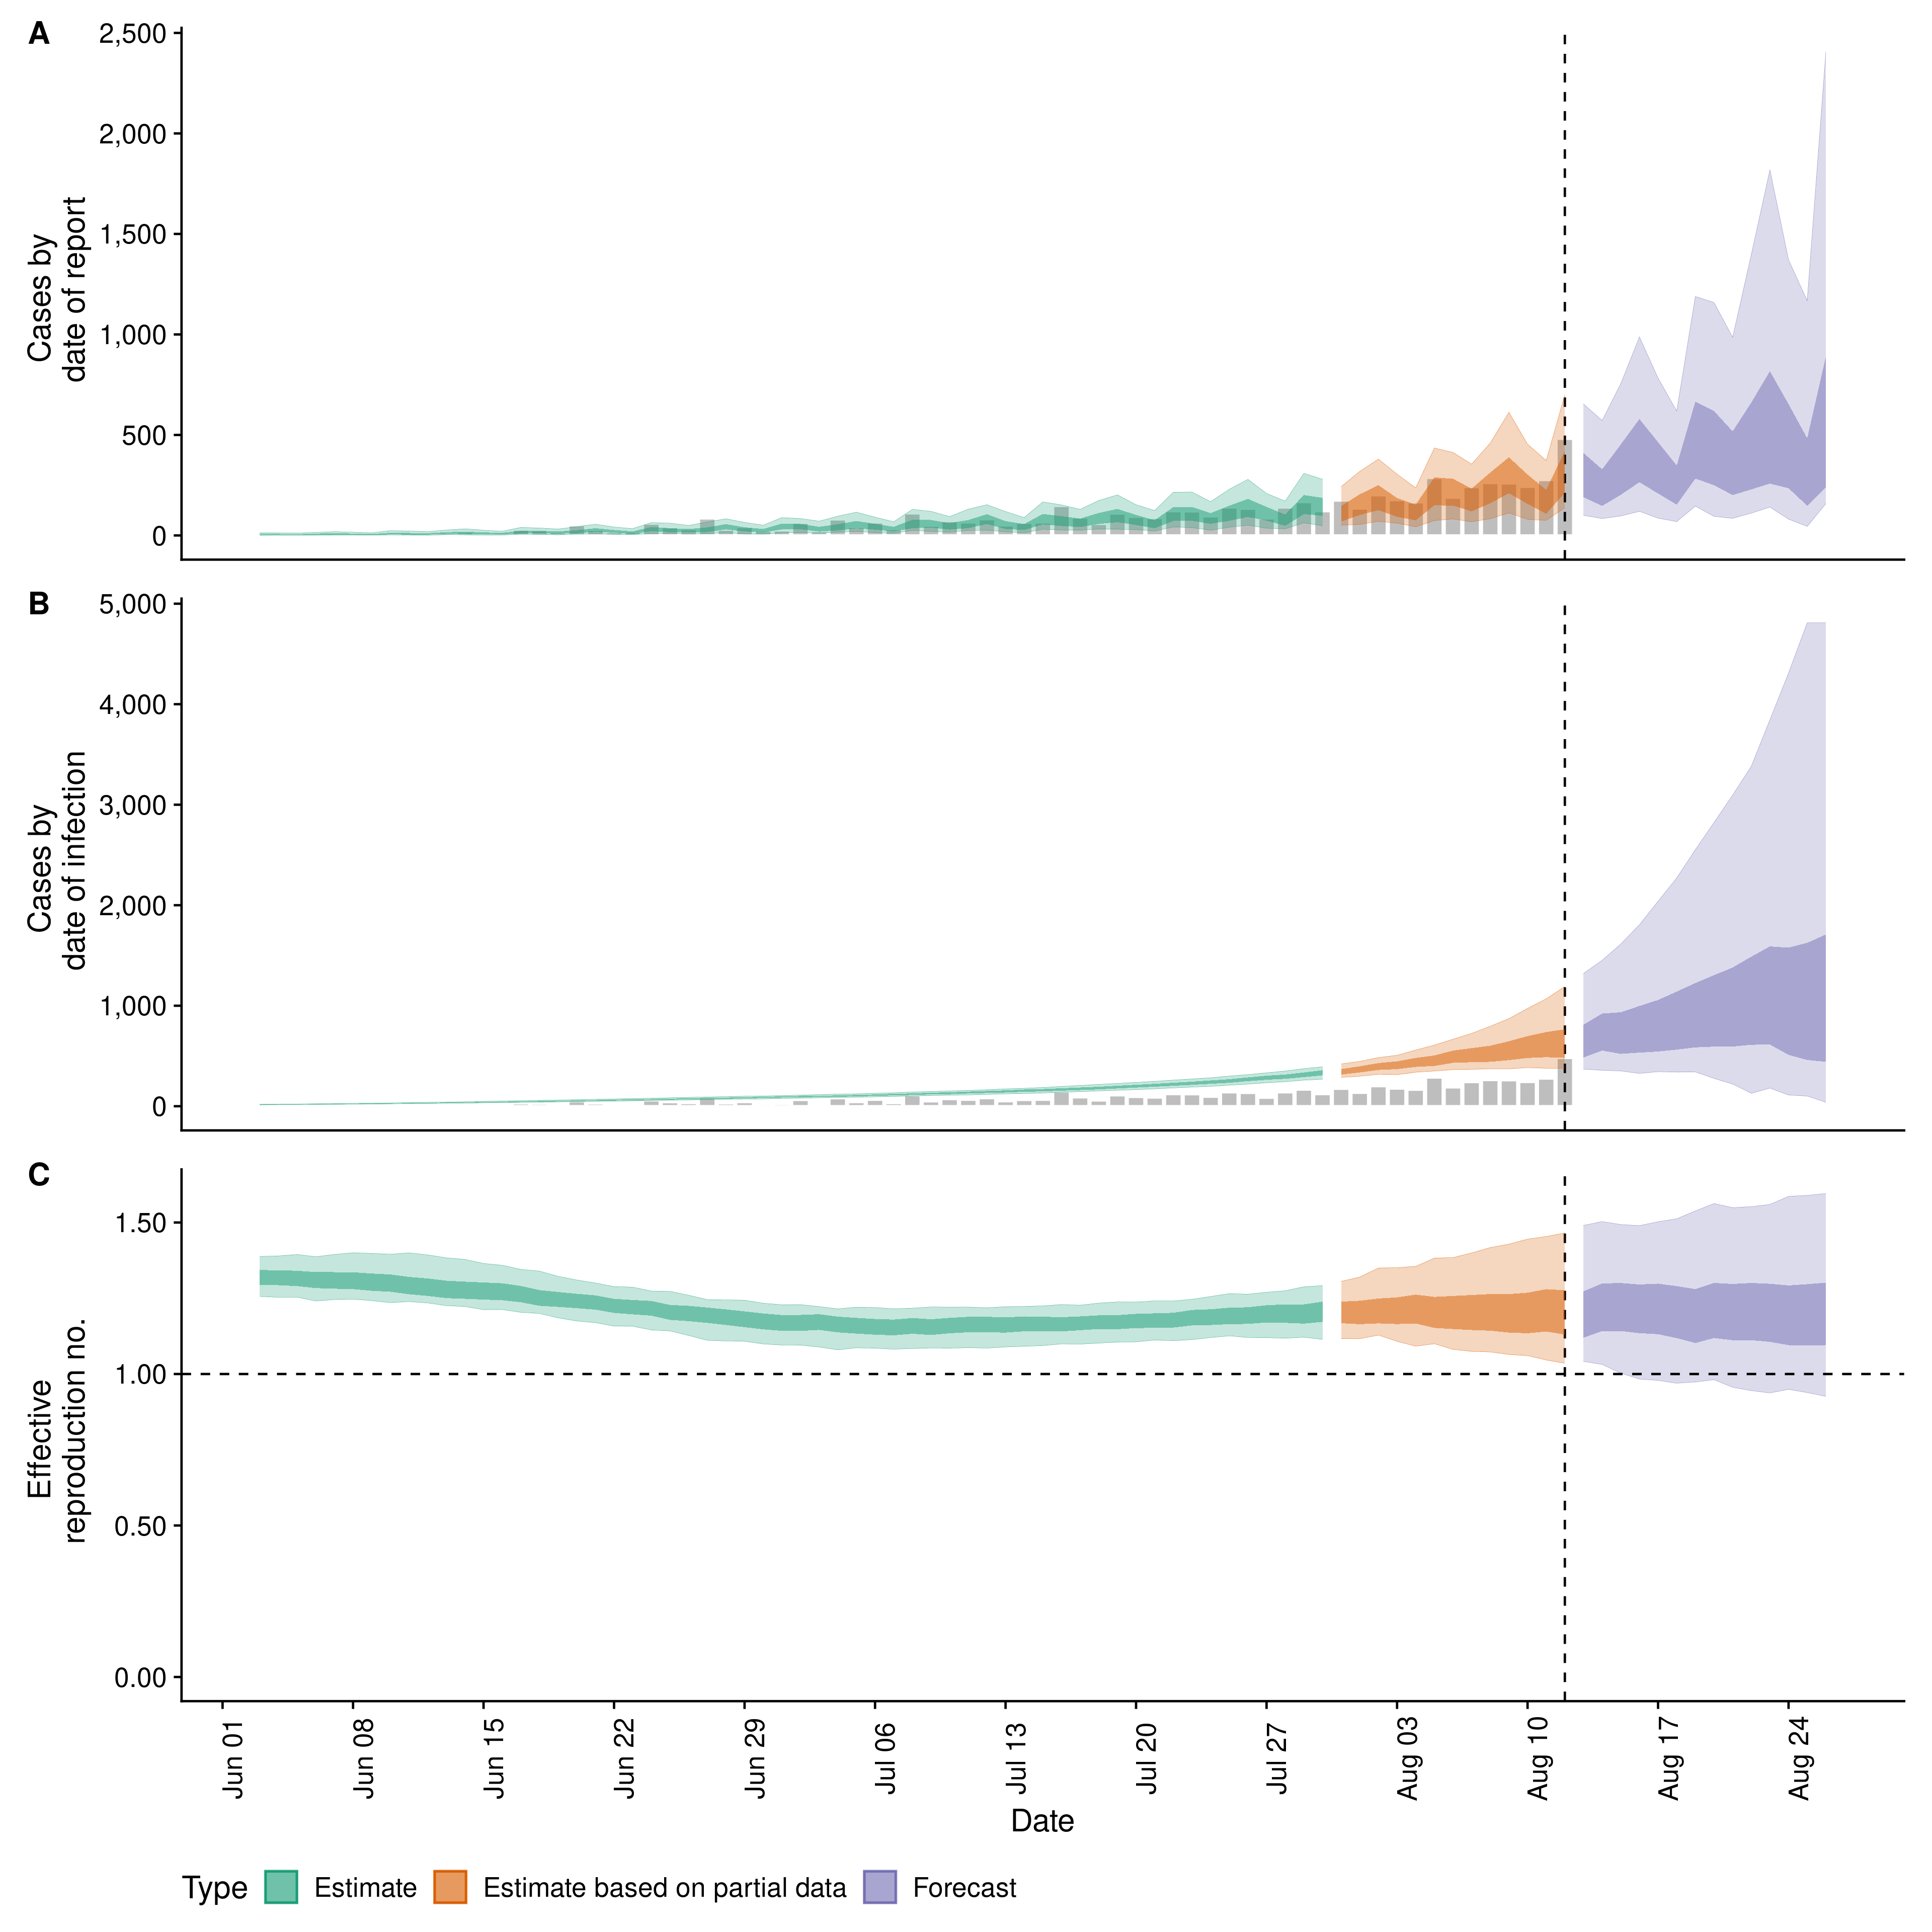 A
2,500
2,000
1,500
1,000
500
0
Cases by
date of report
B
5,000
4,000
3,000
2,000
1,000
0
Cases by
date of infection
C
1.50
1.00
0.50
0.00
Effective
reproduction no.
Jun 01
Jun 08
Jun 15
Jun 22
Jun 29
Jul 06
Jul 13
Jul 20
Jul 27
Aug 03
Aug 10
Aug 17
Aug 24
Date
Type Estimate Estimate based on partial data Forecast